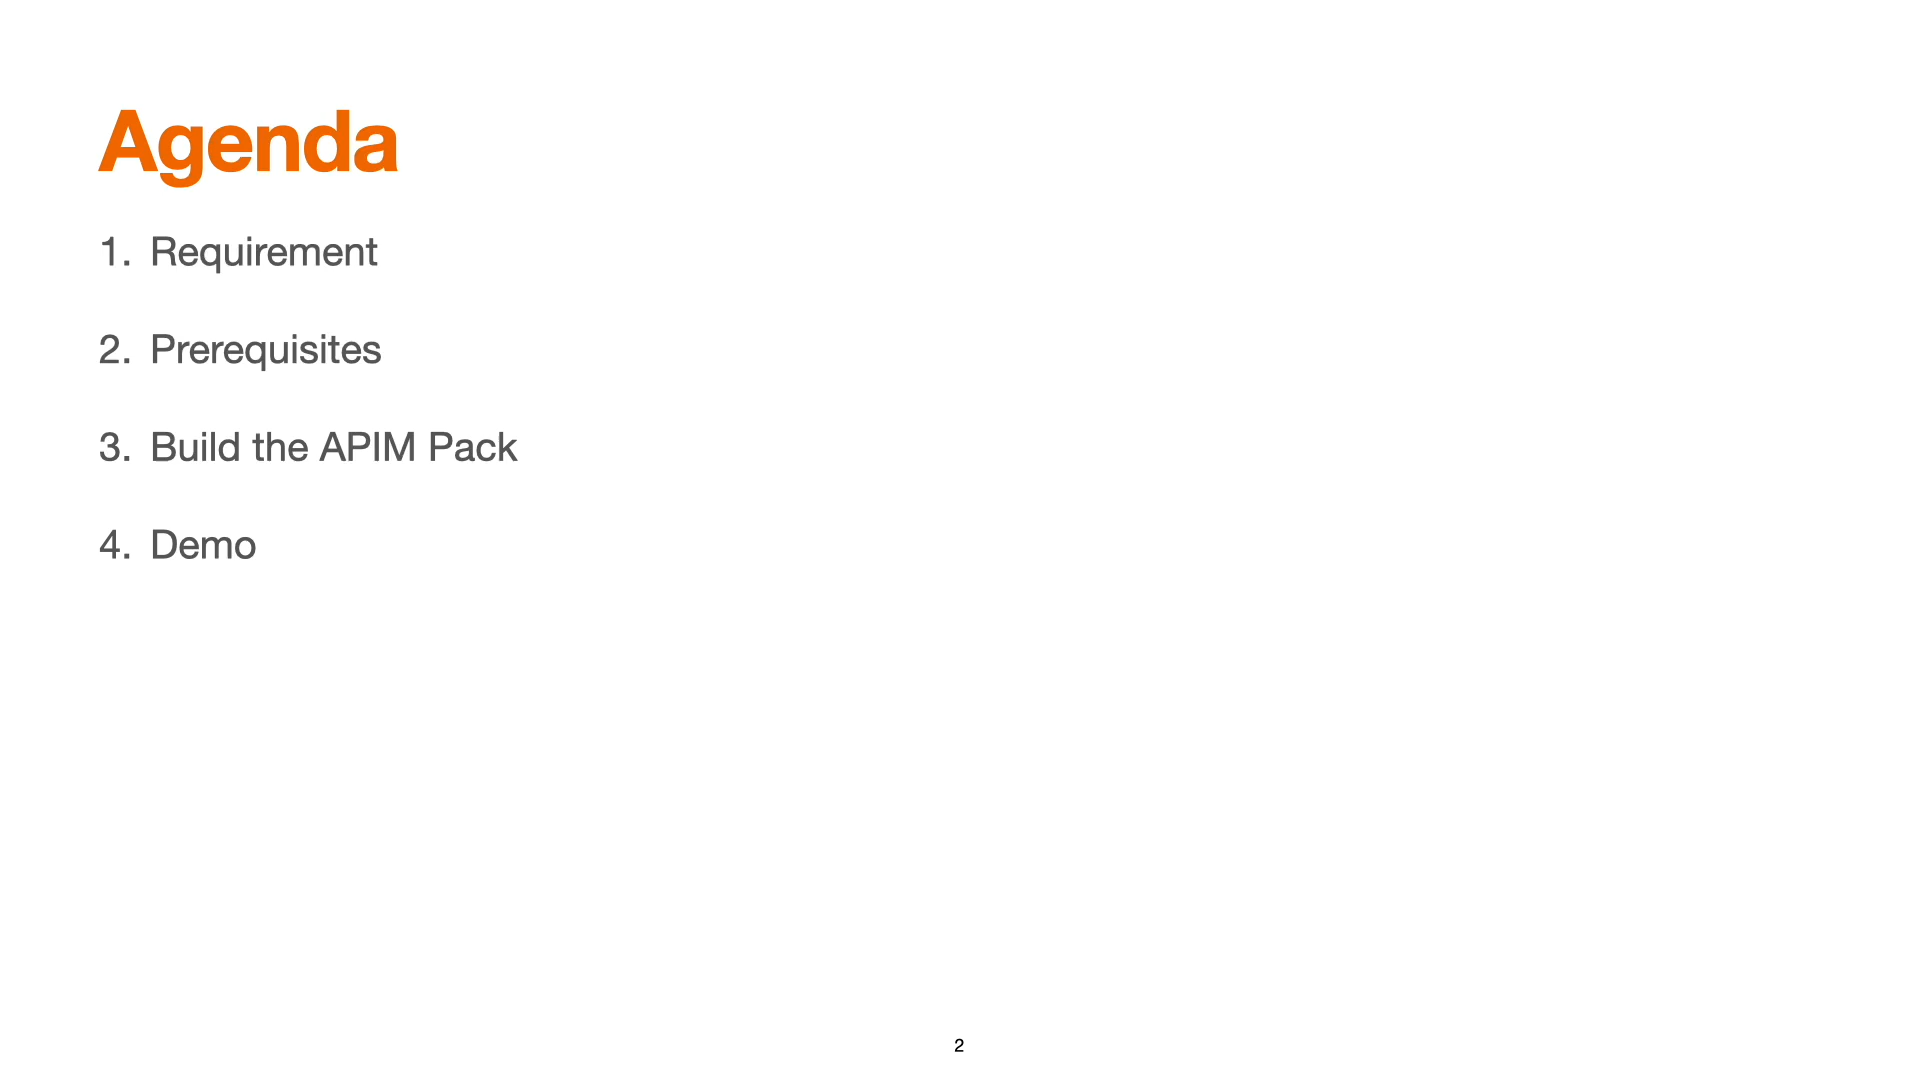 Agenda
1. Requirement
2. Prerequisites
3. Build the APIM Pack
4. Demo
2